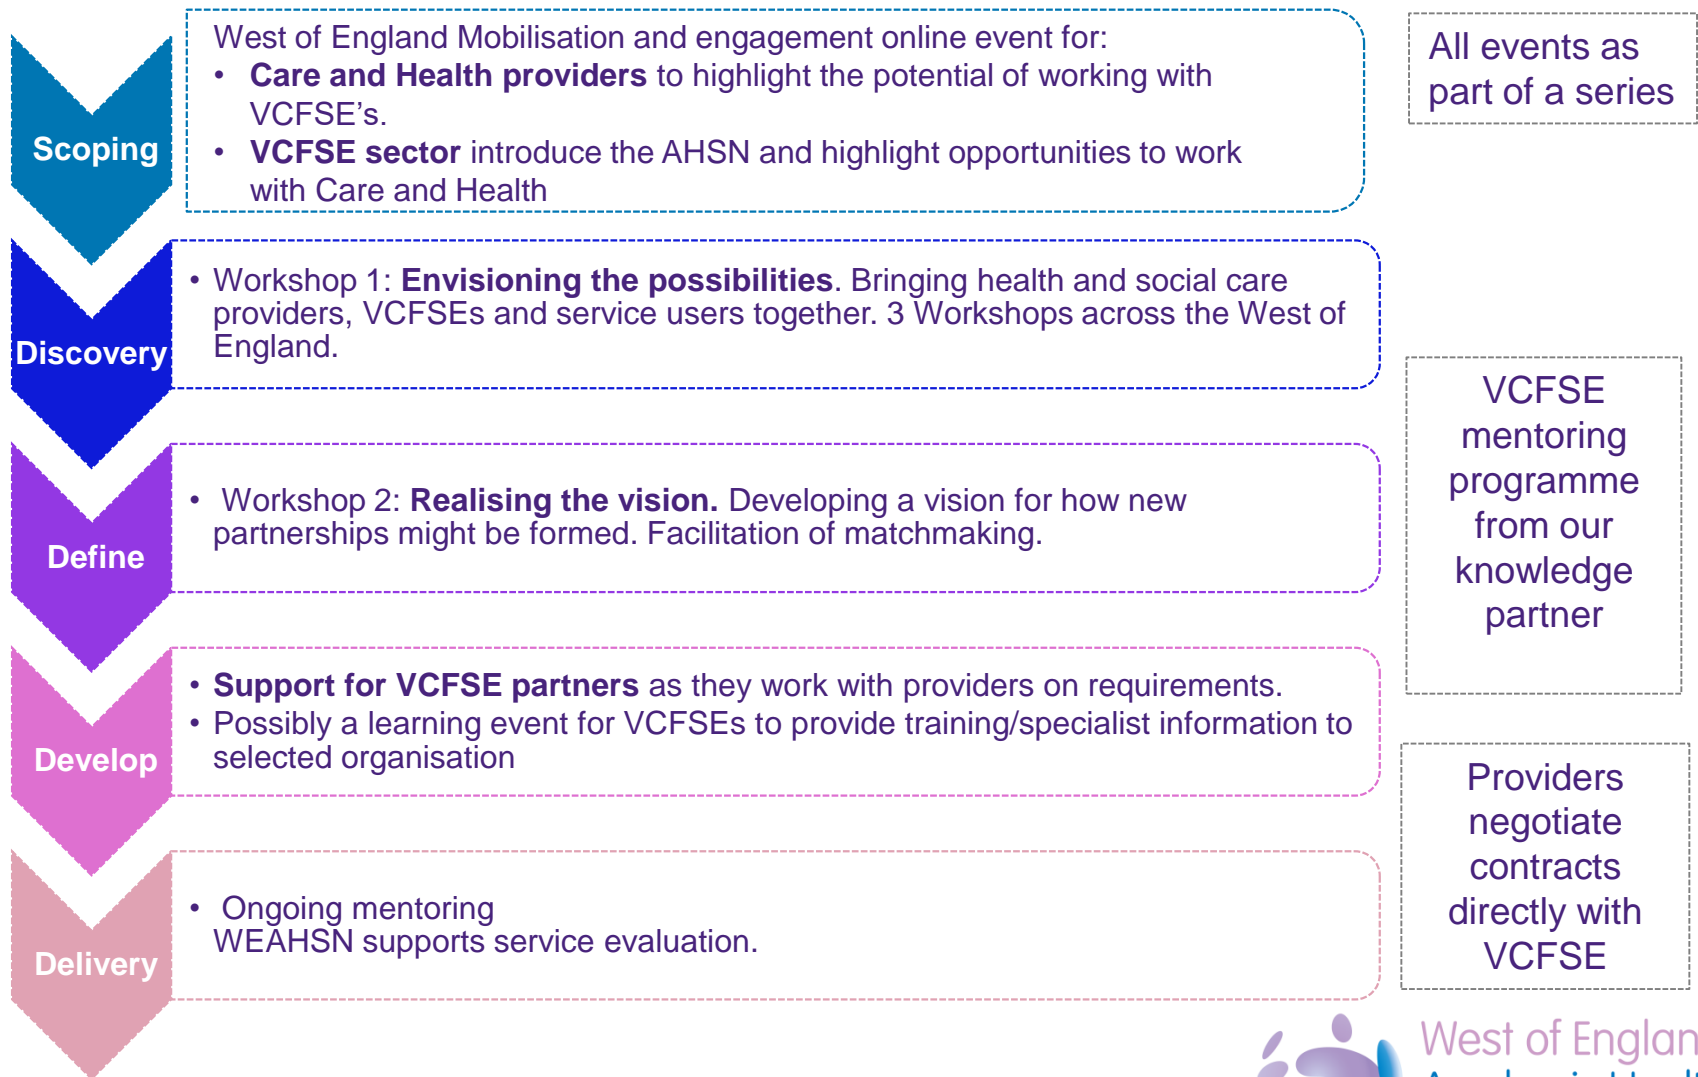 Scoping
West of England Mobilisation and engagement online event for:
• Care and Health providers to highlight the potential of working with
VCFSE's.
• VCFSE sector introduce the AHSN and highlight opportunities to work
with Care and Health
All events as
part of a series
Discovery
• Workshop 1: Envisioning the possibilities. Bringing health and social care
providers, VCFSEs and service users together. 3 Workshops across the West of
England.
Define
• Workshop 2: Realising the vision. Developing a vision for how new
partnerships might be formed. Facilitation of matchmaking.
VCFSE
mentoring
programme
from our
knowledge
partner
Develop
• Support for VCFSE partners as they work with providers on requirements.
• Possibly a learning event for VCFSEs to provide training/specialist information to
selected organisation
Providers
negotiate
contracts
directly with
VCFSE
Delivery
• Ongoing mentoring
WEAHSN supports service evaluation.
West of Englan